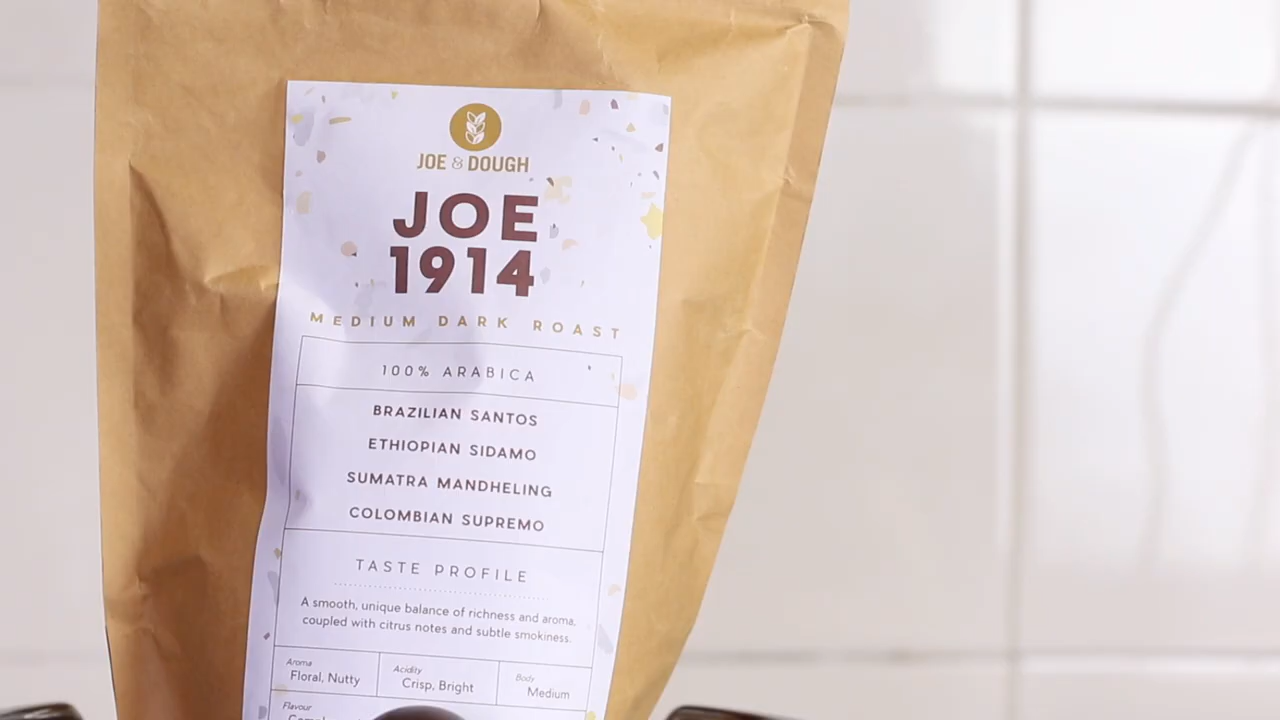 JOE & DOUGH
JOE
1914
MEDIUM DARK ROAST
100% ARABICA
BRAZILIAN SANTOS
ETHIOPIAN SIDAMO
SUMATRA MANDHELING
COLOMBIAN SUPREMO
TASTE PROFILE
A smooth, unique balance of richness and aroma,
coupled with citrus notes and subtle smokiness.
Aroma
Floral, Nutty
Acidity
Crisp, Bright
Body
Medium
Flavour